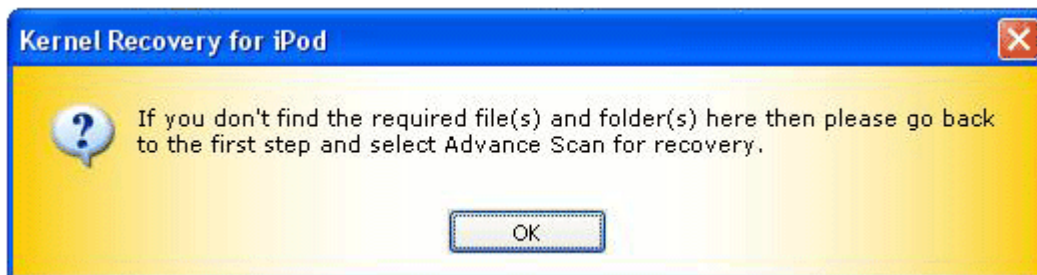 Kernel Recovery for iPod
If you don't find the required file(s) and folder(s) here then please go back
to the first step and select Advance Scan for recovery.
OK